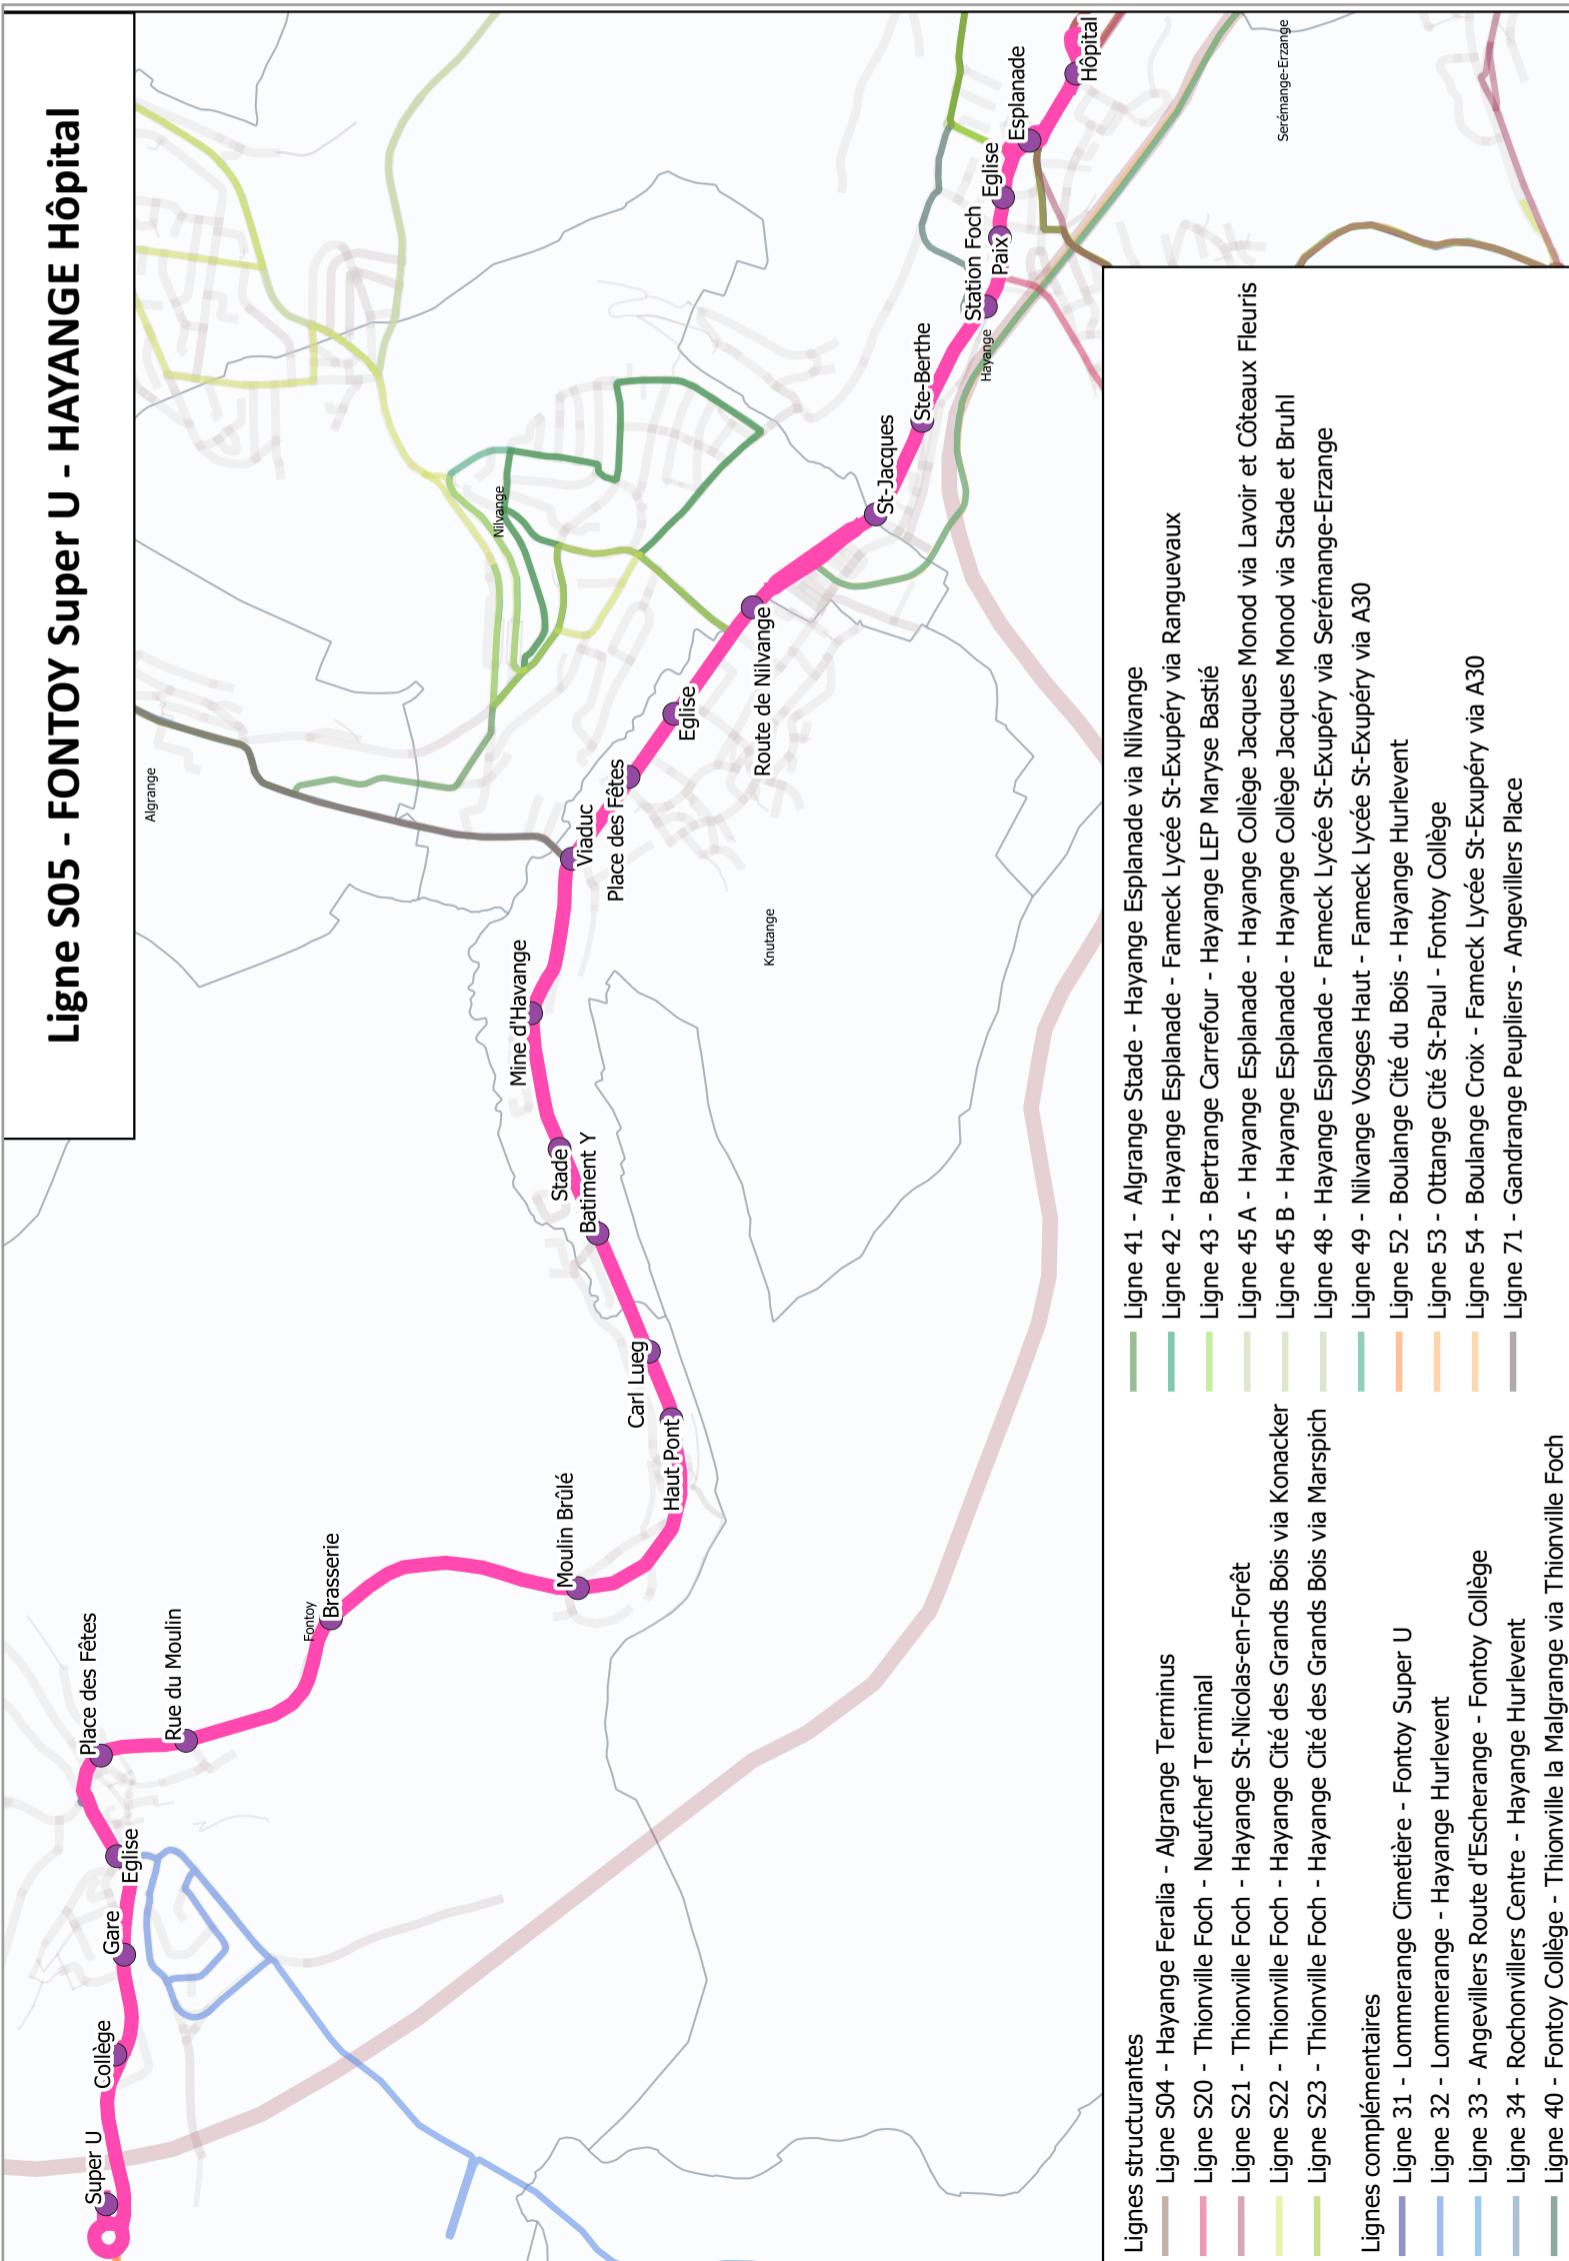 Ligne S05 - FONTOY Super U - HAYANGE Hôpital
Super U
Collège
Gare
Eglise
Place des Fêtes
Rue du Moulin
Fontoy
Brasserie
Moulin Brûlé
Haut Pont
Carl Lueg
Batiment Y
Stade
Mine d'Havange
Viaduc
Place des Fêtes
Eglise
Route de Nilvange
St-Jacques
Ste-Berthe
Station Foch
Paix
Eglise
Esplanade
Hôpital
Algrange
Nilvange
Knutange
Hayange
Serémange-Erzange
Lignes structurantes
Ligne S04 - Hayange Feralia - Algrange Terminus
Ligne S20 - Thionville Foch - Neufchef Terminal
Ligne S21 - Thionville Foch - Hayange St-Nicolas-en-Forêt
Ligne S22 - Thionville Foch - Hayange Cité des Grands Bois via Konacker
Ligne S23 - Thionville Foch - Hayange Cité des Grands Bois via Marspich
Lignes complémentaires
Ligne 31 - Lommerange Cimetière - Fontoy Super U
Ligne 32 - Lommerange - Hayange Hurlevent
Ligne 33 - Angevillers Route d'Escherange - Fontoy Collège
Ligne 34 - Rochonvillers Centre - Hayange Hurlevent
Ligne 40 - Fontoy Collège - Thionville la Malgrange via Thionville Foch
Ligne 41 - Algrange Stade - Hayange Esplanade via Nilvange
Ligne 42 - Hayange Esplanade - Fameck Lycée St-Exupéry via Ranguevaux
Ligne 43 - Bertrange Carrefour - Hayange LEP Maryse Bastié
Ligne 45 A - Hayange Esplanade - Hayange Collège Jacques Monod via Lavoir et Côteaux Fleuris
Ligne 45 B - Hayange Esplanade - Hayange Collège Jacques Monod via Stade et Bruhl
Ligne 48 - Hayange Esplanade - Fameck Lycée St-Exupéry via Serémange-Erzange
Ligne 49 - Nilvange Vosges Haut - Fameck Lycée St-Exupéry via A30
Ligne 52 - Boulange Cité du Bois - Hayange Hurlevent
Ligne 53 - Ottange Cité St-Paul - Fontoy Collège
Ligne 54 - Boulange Croix - Fameck Lycée St-Exupéry via A30
Ligne 71 - Gandrange Peupliers - Angevillers Place